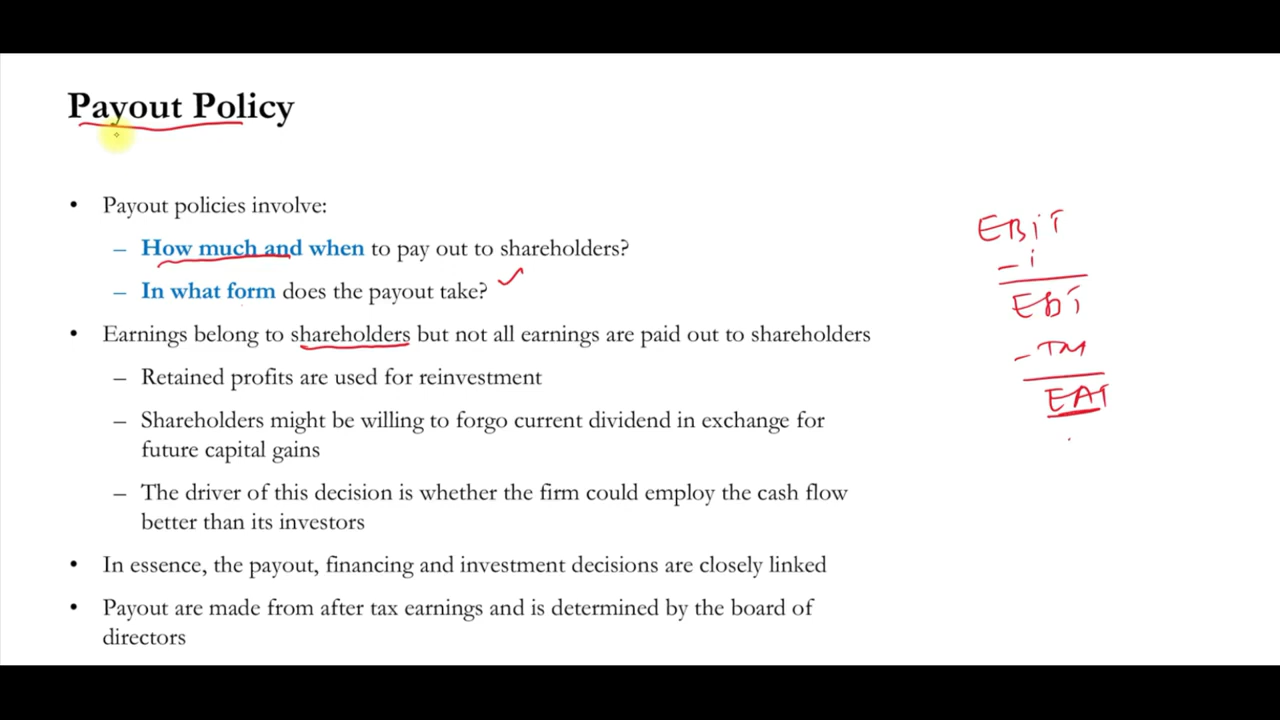 Payout Policy
• Payout policies involve:
– How much and when to pay out to shareholders?
– In what form does the payout take?
• Earnings belong to shareholders but not all earnings are paid out to shareholders
– Retained profits are used for reinvestment
– Shareholders might be willing to forgo current dividend in exchange for
future capital gains
– The driver of this decision is whether the firm could employ the cash flow
better than its investors
• In essence, the payout, financing and investment decisions are closely linked
• Payout are made from after tax earnings and is determined by the board of
directors
EBiT
– i
EBT
EAT